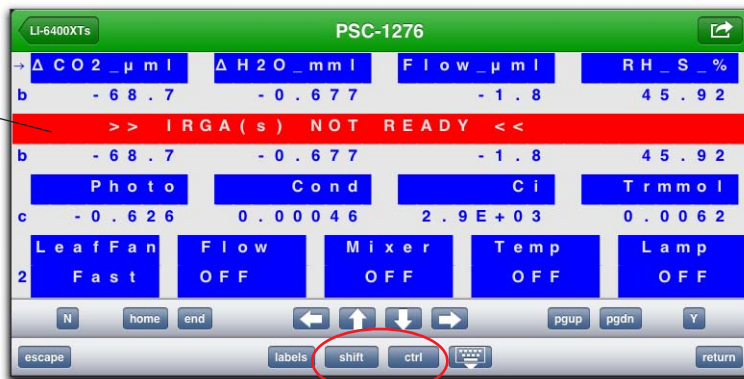 LI-6400XTs PSC-1276
→ ΔCO2_µml ΔH2O_mml Flow_µml RH_S_%
b -68.7 -0.677 -1.8 45.92
>> IRGA(s) NOT READY <<
b -68.7 -0.677 -1.8 45.92
Photo Cond Ci Trmmol
c -0.626 0.00046 2.9E+03 0.0062
LeafFan Flow Mixer Temp Lamp
2 Fast OFF OFF OFF OFF
N home end pgup pgdn Y
escape labels shift ctrl return